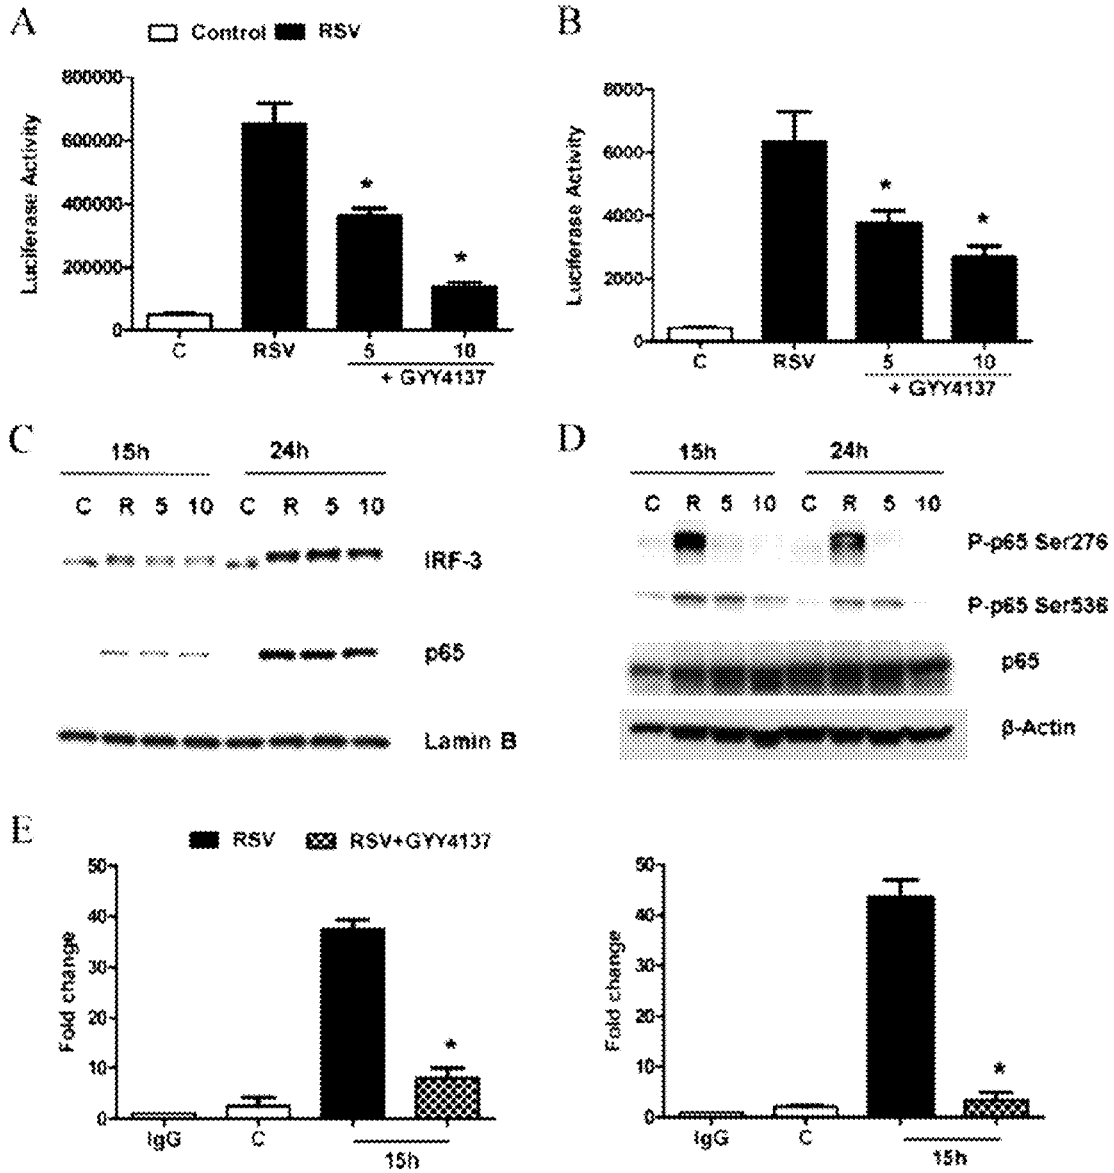 A
Control RSV
800000
600000
400000
200000
0
Luciferase Activity
*
*
C RSV 5 10
+ GYY4137
B
8000
6000
4000
2000
0
Luciferase Activity
*
*
C RSV 5 10
+ GYY4137
C
15h 24h
C R 5 10 C R 5 10
IRF-3
p65
Lamin B
D
15h 24h
C R 5 10 C R 5 10
P-p65 Ser276
P-p65 Ser536
p65
β-Actin
E
RSV RSV+GYY4137
50
40
30
20
10
0
Fold change
*
IgG C
15h
50
40
30
20
10
0
Fold change
*
IgG C
15h